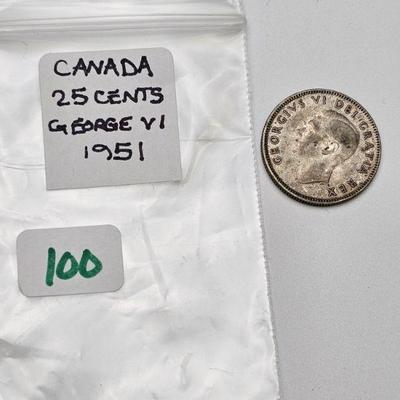 CANADA
25 CENTS
GEORGE VI
1951
100
GEORGIVS VI DEI GRATIA REX